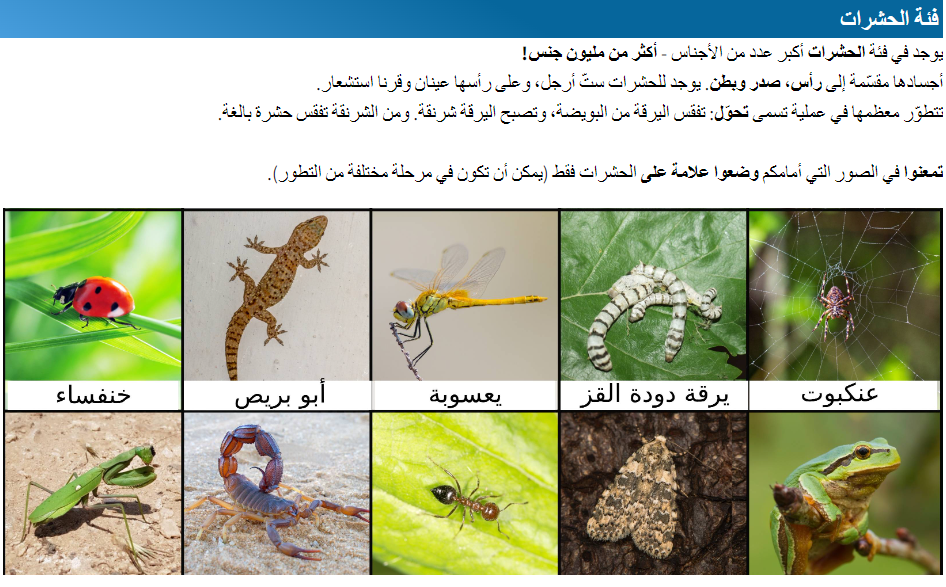 فئة الحشرات
يوجد في فئة الحشرات أكبر عدد من الأجناس - أكثر من مليون جنس!
أجسادها مقسّمة إلى رأس، صدر وبطن. يوجد للحشرات ستّ أرجل، وعلى رأسها عينان وقرنا استشعار.
تتطوّر معظمها في عملية تسمى تحوّل: تفقس اليرقة من البويضة، وتصبح اليرقة شرنقة. ومن الشرنقة تفقس حشرة بالغة.
تمعنوا في الصور التي أمامكم وضعوا علامة على الحشرات فقط (يمكن أن تكون في مرحلة مختلفة من التطور).
عنكبوت
يرقة دودة القز
يعسوبة
أبو بريص
خنفساء